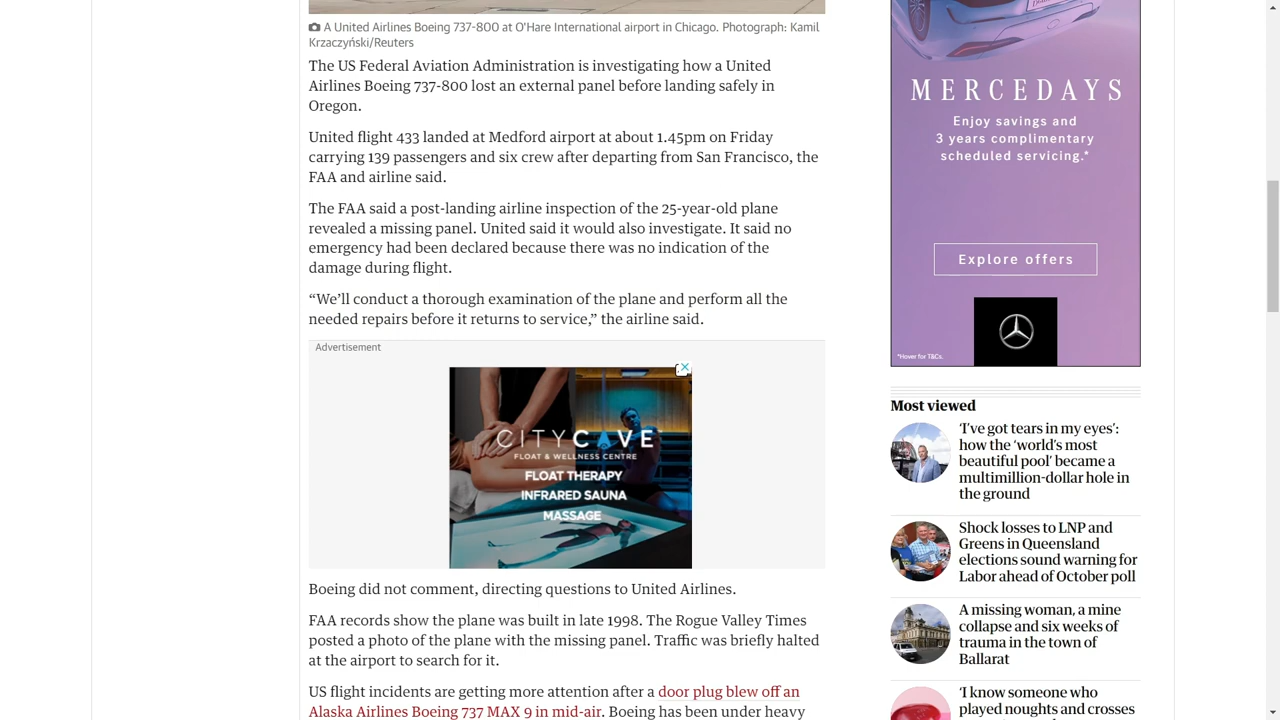 A United Airlines Boeing 737-800 at O'Hare International airport in Chicago. Photograph: Kamil
Krzaczyński/Reuters
The US Federal Aviation Administration is investigating how a United
Airlines Boeing 737-800 lost an external panel before landing safely in
Oregon.
United flight 433 landed at Medford airport at about 1.45pm on Friday
carrying 139 passengers and six crew after departing from San Francisco, the
FAA and airline said.
The FAA said a post-landing airline inspection of the 25-year-old plane
revealed a missing panel. United said it would also investigate. It said no
emergency had been declared because there was no indication of the
damage during flight.
“We’ll conduct a thorough examination of the plane and perform all the
needed repairs before it returns to service,” the airline said.
Advertisement
CITYCAVE
FLOAT & WELLNESS CENTRE
FLOAT THERAPY
INFRARED SAUNA
MASSAGE
Boeing did not comment, directing questions to United Airlines.
FAA records show the plane was built in late 1998. The Rogue Valley Times
posted a photo of the plane with the missing panel. Traffic was briefly halted
at the airport to search for it.
US flight incidents are getting more attention after a door plug blew off an
Alaska Airlines Boeing 737 MAX 9 in mid-air. Boeing has been under heavy
MERCEDAYS
Enjoy savings and
3 years complimentary
scheduled servicing.*
Explore offers
*Hover for T&Cs.
Most viewed
‘I’ve got tears in my eyes’:
how the ‘world’s most
beautiful pool’ became a
multimillion-dollar hole in
the ground
Shock losses to LNP and
Greens in Queensland
elections sound warning for
Labor ahead of October poll
A missing woman, a mine
collapse and six weeks of
trauma in the town of
Ballarat
‘I know someone who
played noughts and crosses